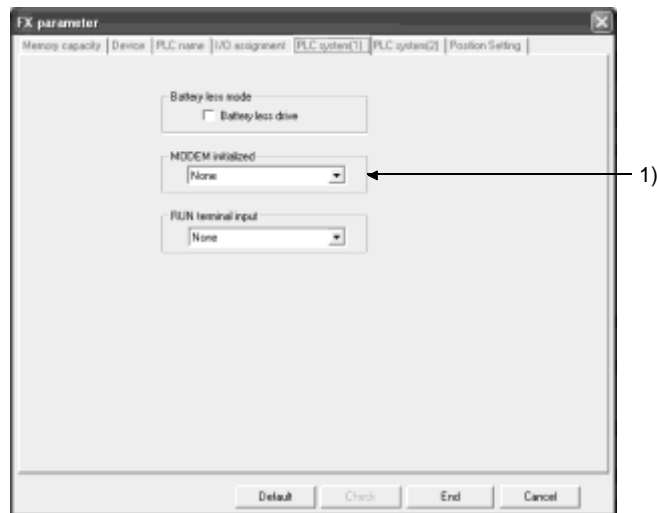 FX parameter
Memory capacity Device PLC name I/O assignment PLC system(1) PLC system(2) Position Setting
Battery less mode
Battery less drive
MODEM initialized
None
1)
RUN terminal input
None
Default Check End Cancel